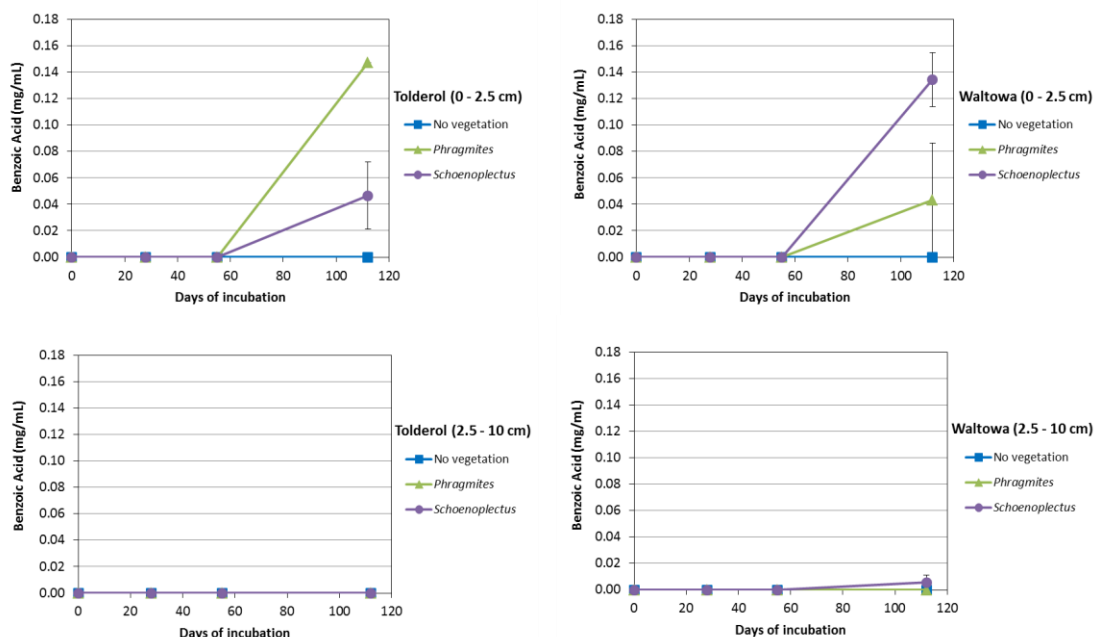 0.18
0.16
0.14
0.12
0.10
0.08
0.06
0.04
0.02
0.00
Benzoic Acid (mg/mL)
0 20 40 60 80 100 120
Days of incubation
Tolderol (0 - 2.5 cm)
No vegetation
Phragmites
Schoenoplectus
0.18
0.16
0.14
0.12
0.10
0.08
0.06
0.04
0.02
0.00
Benzoic Acid (mg/mL)
0 20 40 60 80 100 120
Days of incubation
Waltowa (0 - 2.5 cm)
No vegetation
Phragmites
Schoenoplectus
0.18
0.16
0.14
0.12
0.10
0.08
0.06
0.04
0.02
0.00
Benzoic Acid (mg/mL)
0 20 40 60 80 100 120
Days of incubation
Tolderol (2.5 - 10 cm)
No vegetation
Phragmites
Schoenoplectus
0.18
0.16
0.14
0.12
0.10
0.08
0.06
0.04
0.02
0.00
Benzoic Acid (mg/mL)
0 20 40 60 80 100 120
Days of incubation
Waltowa (2.5 - 10 cm)
No vegetation
Phragmites
Schoenoplectus